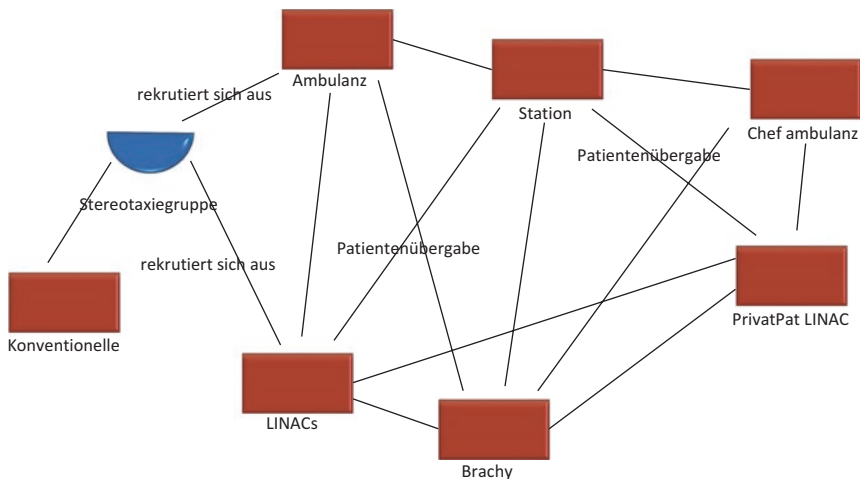 Ambulanz
rekrutiert sich aus
Station
Chef ambulanz
Patientenübergabe
Stereotaxiegruppe
Patientenübergabe
rekrutiert sich aus
PrivatPat LINAC
Konventionelle
LINACs
Brachy